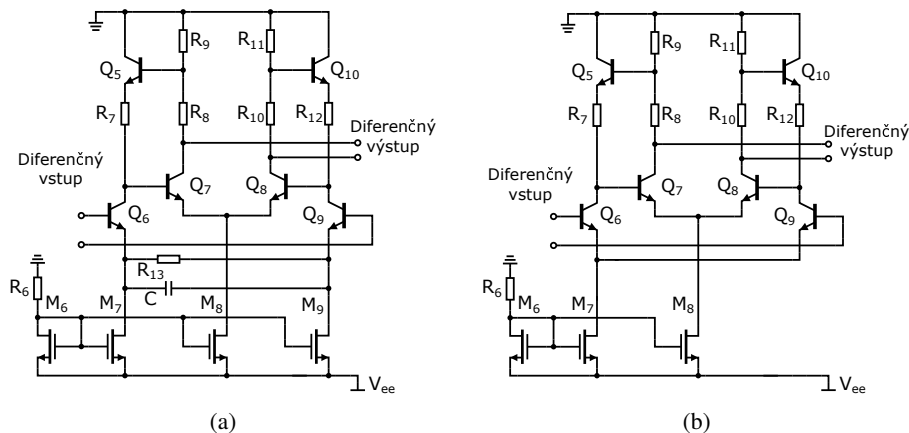 R9
R11
Q5
Q10
R7
R8
R10
R12
Diferenčný
výstup
Diferenčný
vstup
Q7
Q8
Q6
Q9
R13
R6
C
M6
M7
M8
M9
Vee
(a)
R9
R11
Q5
Q10
R7
R8
R10
R12
Diferenčný
výstup
Diferenčný
vstup
Q7
Q8
Q6
Q9
R6
M6
M7
M8
Vee
(b)